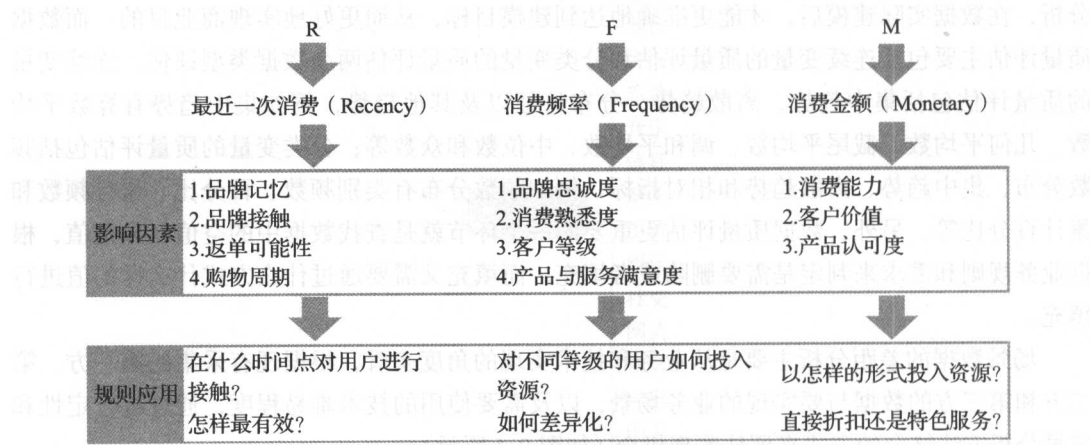 R
F
M
最近一次消费（Recency）
消费频率（Frequency）
消费金额（Monetary）
影响因素
1.品牌记忆
2.品牌接触
3.返单可能性
4.购物周期
1.品牌忠诚度
2.消费熟悉度
3.客户等级
4.产品与服务满意度
1.消费能力
2.客户价值
3.产品认可度
规则应用
在什么时间点对用户进行
接触？
怎样最有效？
对不同等级的用户如何投入
资源？
如何差异化？
以怎样的形式投入资源？
直接折扣还是特色服务？